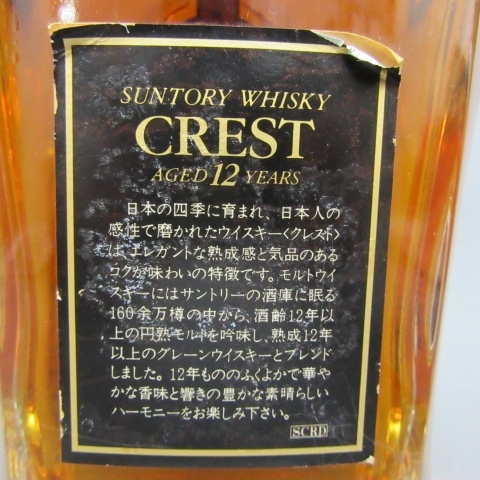 SUNTORY WHISKY
CREST
AGED 12 YEARS
日本の四季に育まれ、日本人の
感性で磨かれたウイスキー〈クレスト〉
は、エレガントな熟成感と気品のある
コクが味わいの特徴です。モルトウイ
スキーにはサントリーの酒庫に眠る
160余万樽の中から、酒齢12年以
上の円熟モルトを吟味し、熟成12年
以上のグレーンウイスキーとブレンド
しました。12年もののふくよかで華や
かな香味と響きの豊かな素晴らしい
ハーモニーをお楽しみ下さい。
SCRD